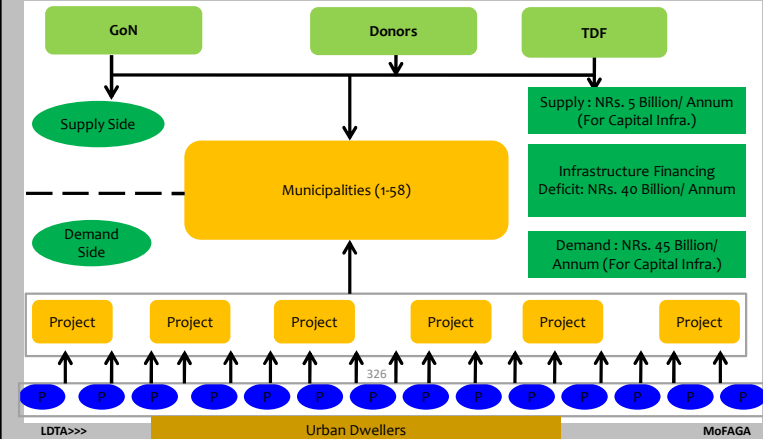 GoN
Donors
TDF
Supply Side
Supply : NRs. 5 Billion/ Annum
(For Capital Infra.)
Municipalities (1-58)
Infrastructure Financing
Deficit: NRs. 40 Billion/ Annum
Demand
Side
Demand : NRs. 45 Billion/
Annum (For Capital Infra.)
Project
Project
Project
Project
Project
Project
326
P
P
P
P
P
P
P
P
P
P
P
P
P
LDTA>>>
Urban Dwellers
MoFAGA